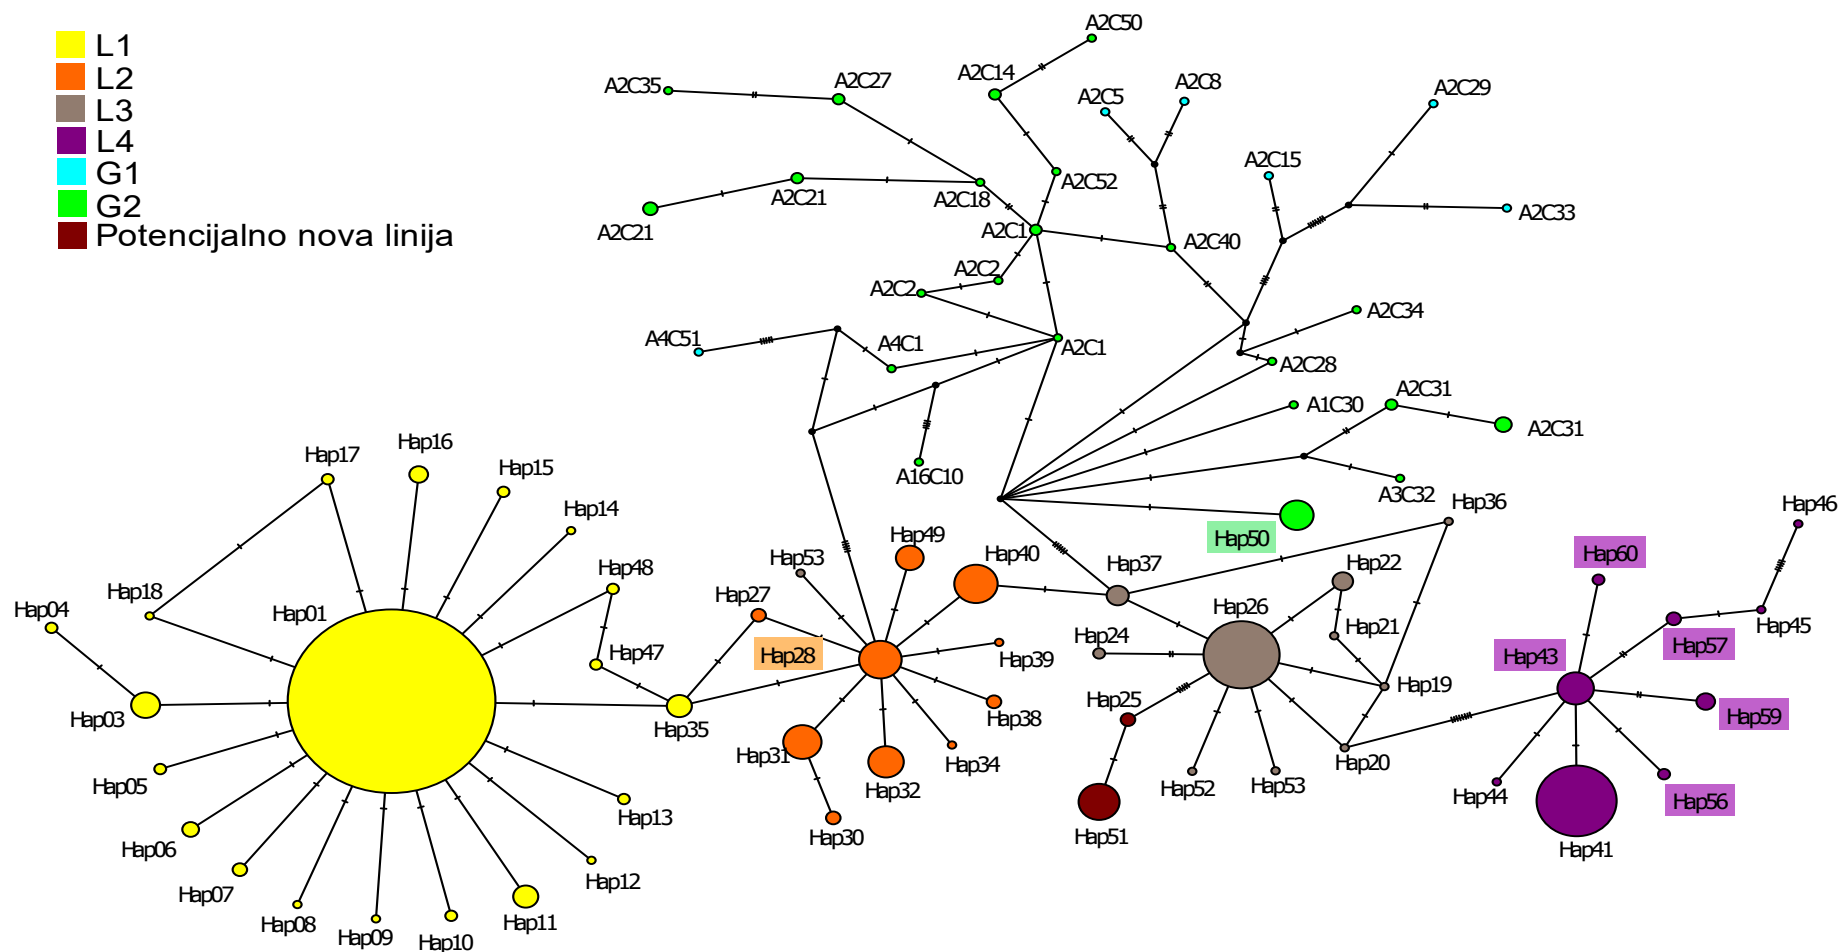 L1
L2
L3
L4
G1
G2
Potencijalno nova linija
A2C50
A2C14
A2C35
A2C27
A2C8
A2C5
A2C29
A2C15
A2C52
A2C21
A2C18
A2C21
A2C1
A2C40
A2C33
A2C2
A2C2
A2C34
A4C51
A4C1
A2C1
A2C28
A2C31
A1C30
A2C31
A16C10
A3C32
Hap17
Hap16
Hap15
Hap14
Hap18
Hap04
Hap01
Hap48
Hap47
Hap03
Hap35
Hap05
Hap06
Hap07
Hap08
Hap09
Hap10
Hap11
Hap12
Hap13
Hap53
Hap49
Hap40
Hap27
Hap28
Hap39
Hap38
Hap34
Hap31
Hap32
Hap30
Hap50
Hap36
Hap37
Hap22
Hap26
Hap24
Hap21
Hap25
Hap19
Hap20
Hap51
Hap52
Hap53
Hap46
Hap60
Hap57
Hap45
Hap43
Hap59
Hap44
Hap56
Hap41